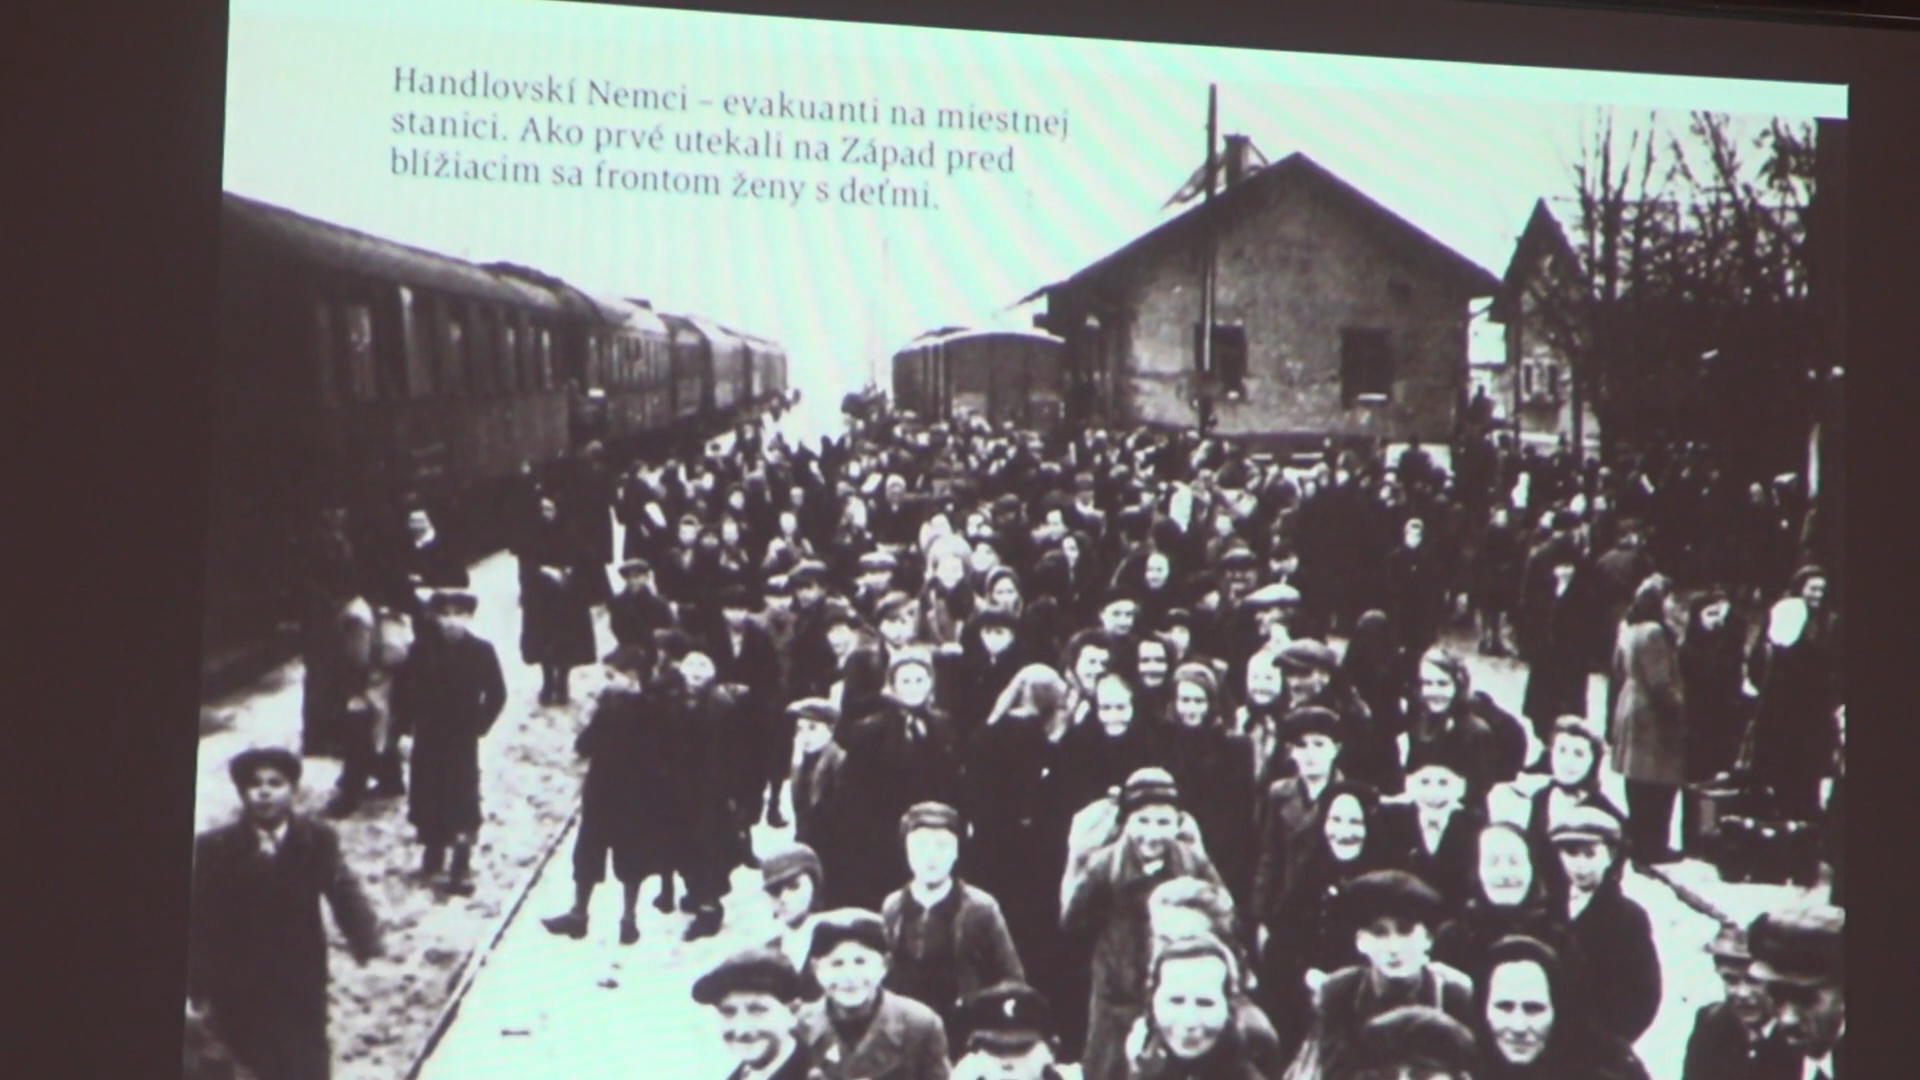 Handlovskí Nemci – evakuanti na miestnej
stanici. Ako prvé utekali na Západ pred
blížiacim sa frontom ženy s deťmi.